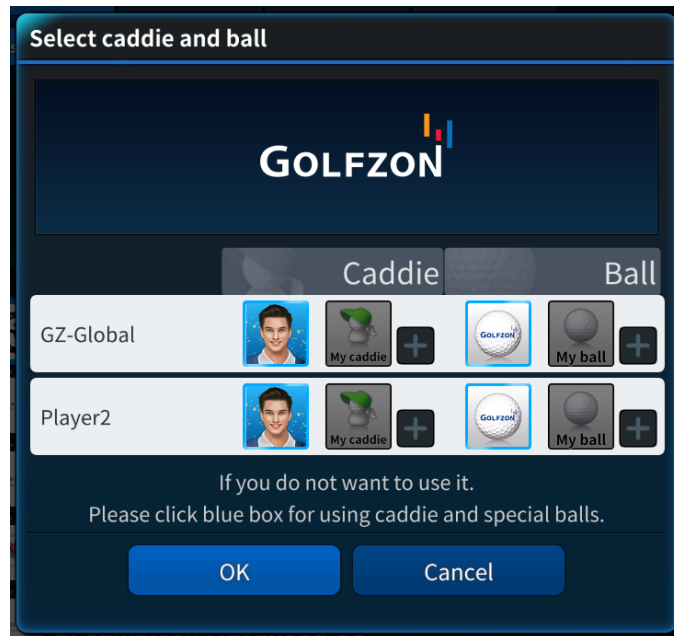 Select caddie and ball
GOLFZON
Caddie
Ball
GZ-Global
My caddie
GOLFZON
My ball
Player2
My caddie
GOLFZON
My ball
If you do not want to use it.
Please click blue box for using caddie and special balls.
OK
Cancel